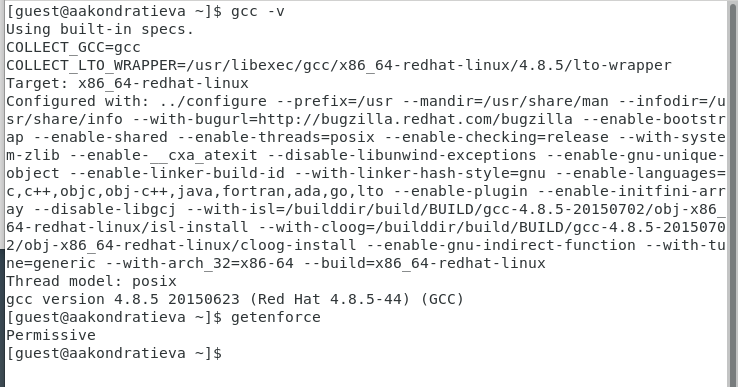 [guest@aakondratieva ~]$ gcc -v
Using built-in specs.
COLLECT_GCC=gcc
COLLECT_LTO_WRAPPER=/usr/libexec/gcc/x86_64-redhat-linux/4.8.5/lto-wrapper
Target: x86_64-redhat-linux
Configured with: ../configure --prefix=/usr --mandir=/usr/share/man --infodir=/u
sr/share/info --with-bugurl=http://bugzilla.redhat.com/bugzilla --enable-bootstr
ap --enable-shared --enable-threads=posix --enable-checking=release --with-syste
m-zlib --enable-__cxa_atexit --disable-libunwind-exceptions --enable-gnu-unique-
object --enable-linker-build-id --with-linker-hash-style=gnu --enable-languages=
c,c++,objc,obj-c++,java,fortran,ada,go,lto --enable-plugin --enable-initfini-arr
ay --disable-libgcj --with-isl=/builddir/build/BUILD/gcc-4.8.5-20150702/obj-x86_
64-redhat-linux/isl-install --with-cloog=/builddir/build/BUILD/gcc-4.8.5-2015070
2/obj-x86_64-redhat-linux/cloog-install --enable-gnu-indirect-function --with-tu
ne=generic --with-arch_32=x86-64 --build=x86_64-redhat-linux
Thread model: posix
gcc version 4.8.5 20150623 (Red Hat 4.8.5-44) (GCC)
[guest@aakondratieva ~]$ getenforce
Permissive
[guest@aakondratieva ~]$